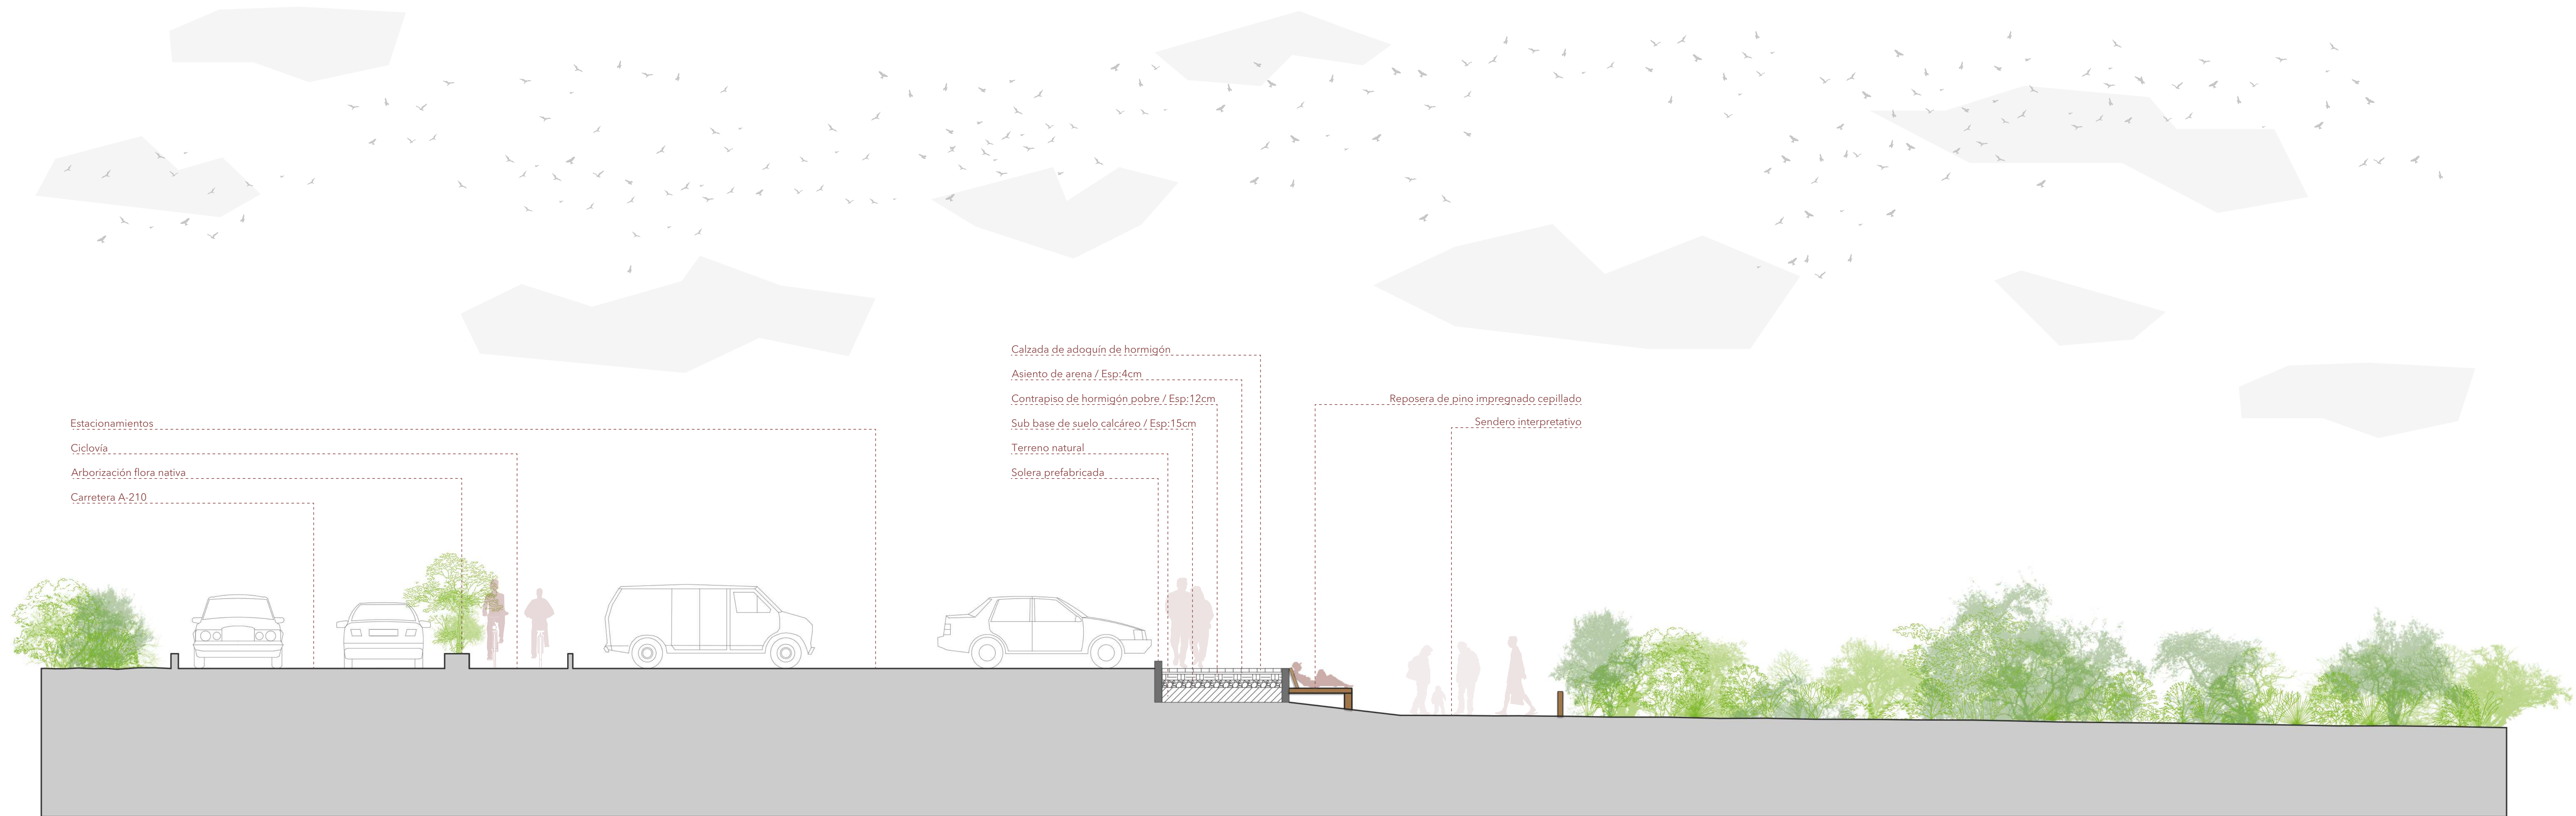 Estacionamientos
Ciclovía
Arborización flora nativa
Carretera A-210
Calzada de adoquín de hormigón
Asiento de arena / Esp:4cm
Contrapiso de hormigón pobre / Esp:12cm
Sub base de suelo calcáreo / Esp:15cm
Terreno natural
Solera prefabricada
Reposera de pino impregnado cepillado
Sendero interpretativo